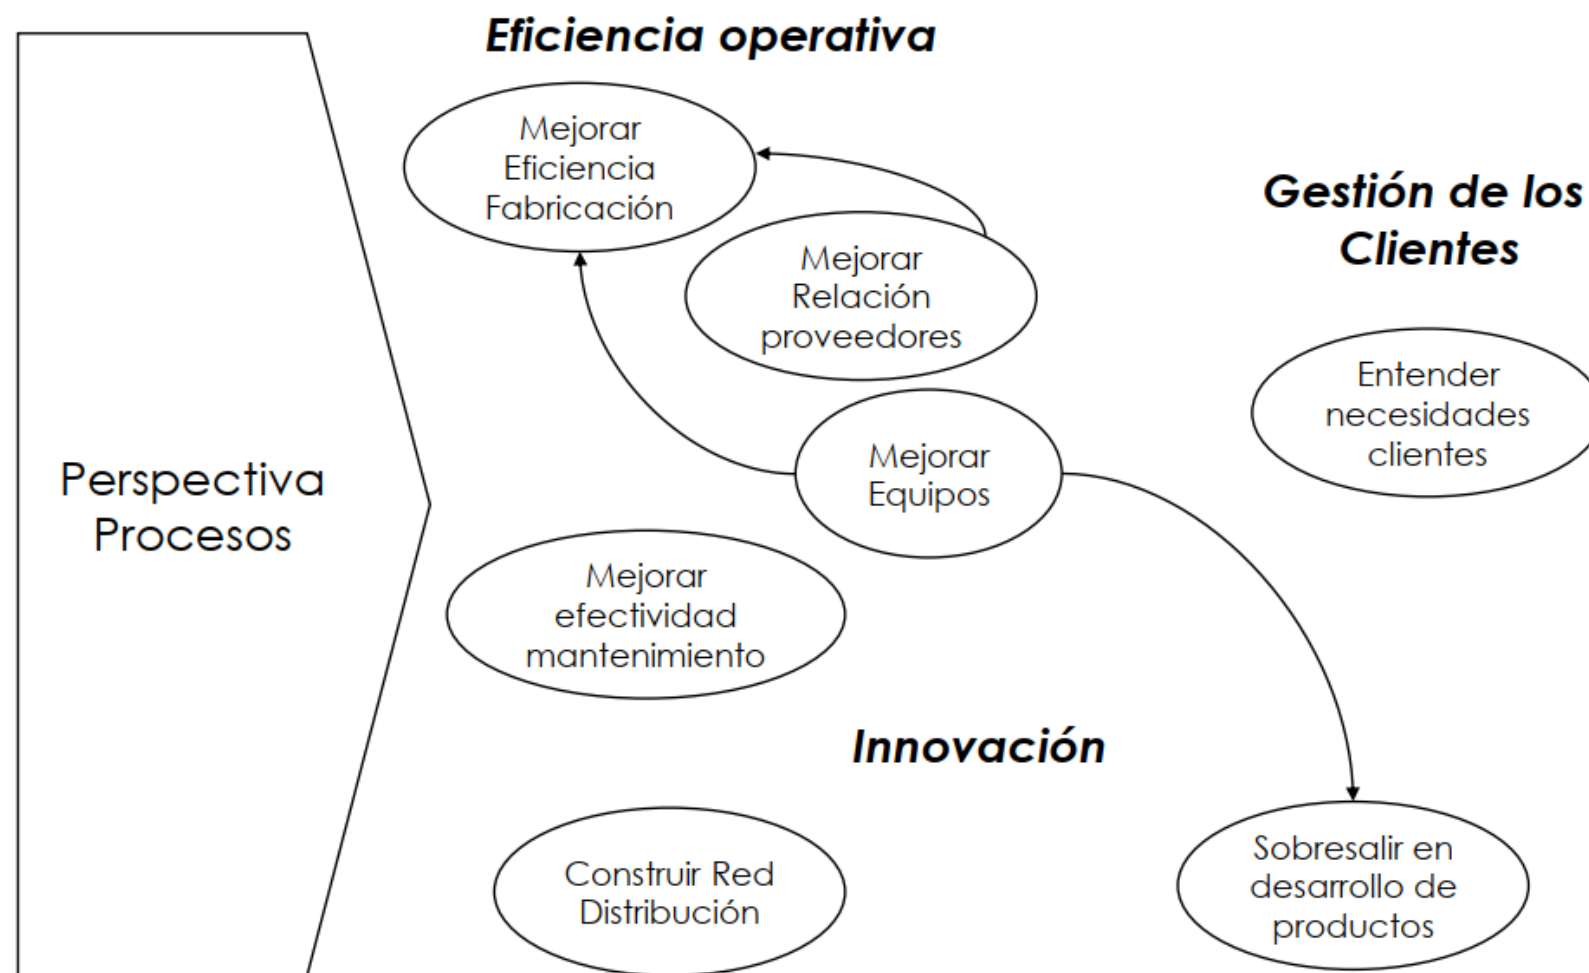 Eficiencia operativa
Mejorar
Eficiencia
Fabricación
Mejorar
Relación
proveedores
Gestión de los
Clientes
Entender
necesidades
clientes
Mejorar
Equipos
Perspectiva
Procesos
Mejorar
efectividad
mantenimiento
Innovación
Construir Red
Distribución
Sobresalir en
desarrollo de
productos